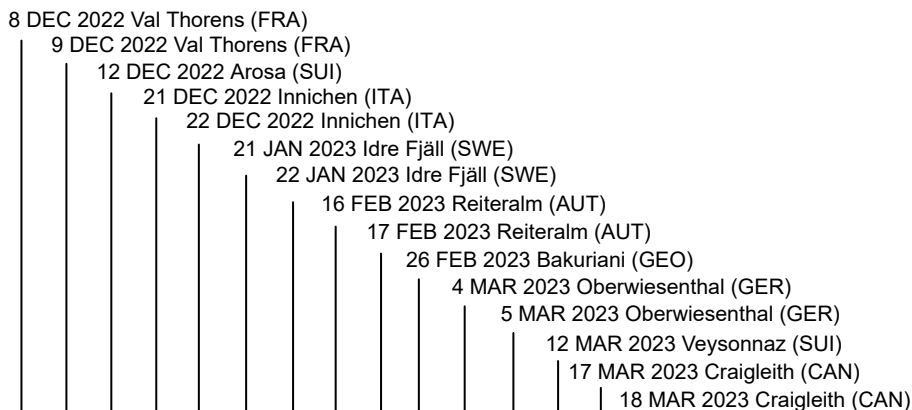 8 DEC 2022 Val Thorens (FRA)
9 DEC 2022 Val Thorens (FRA)
12 DEC 2022 Arosa (SUI)
21 DEC 2022 Innichen (ITA)
22 DEC 2022 Innichen (ITA)
21 JAN 2023 Idre Fjäll (SWE)
22 JAN 2023 Idre Fjäll (SWE)
16 FEB 2023 Reiteralm (AUT)
17 FEB 2023 Reiteralm (AUT)
26 FEB 2023 Bakuriani (GEO)
4 MAR 2023 Oberwiesenthal (GER)
5 MAR 2023 Oberwiesenthal (GER)
12 MAR 2023 Veysonnaz (SUI)
17 MAR 2023 Craigleith (CAN)
18 MAR 2023 Craigleith (CAN)